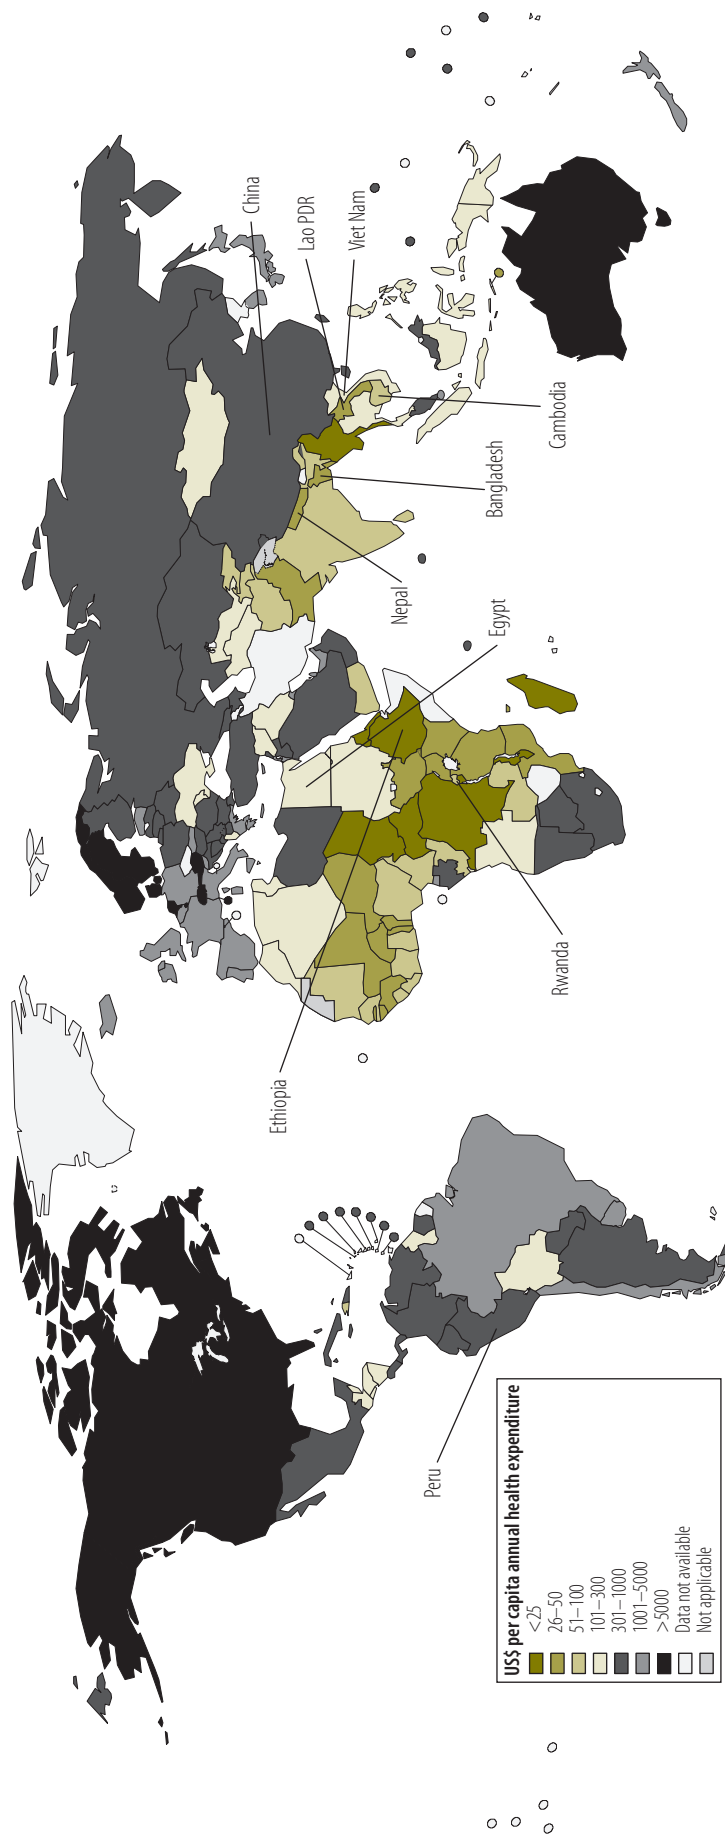 China
Lao PDR
Viet Nam
Cambodia
Bangladesh
Nepal
Egypt
Rwanda
Ethiopia
Peru
US$ per capita annual health expenditure
<25
26–50
51–100
101–300
301–1000
1001–5000
>5000
Data not available
Not applicable